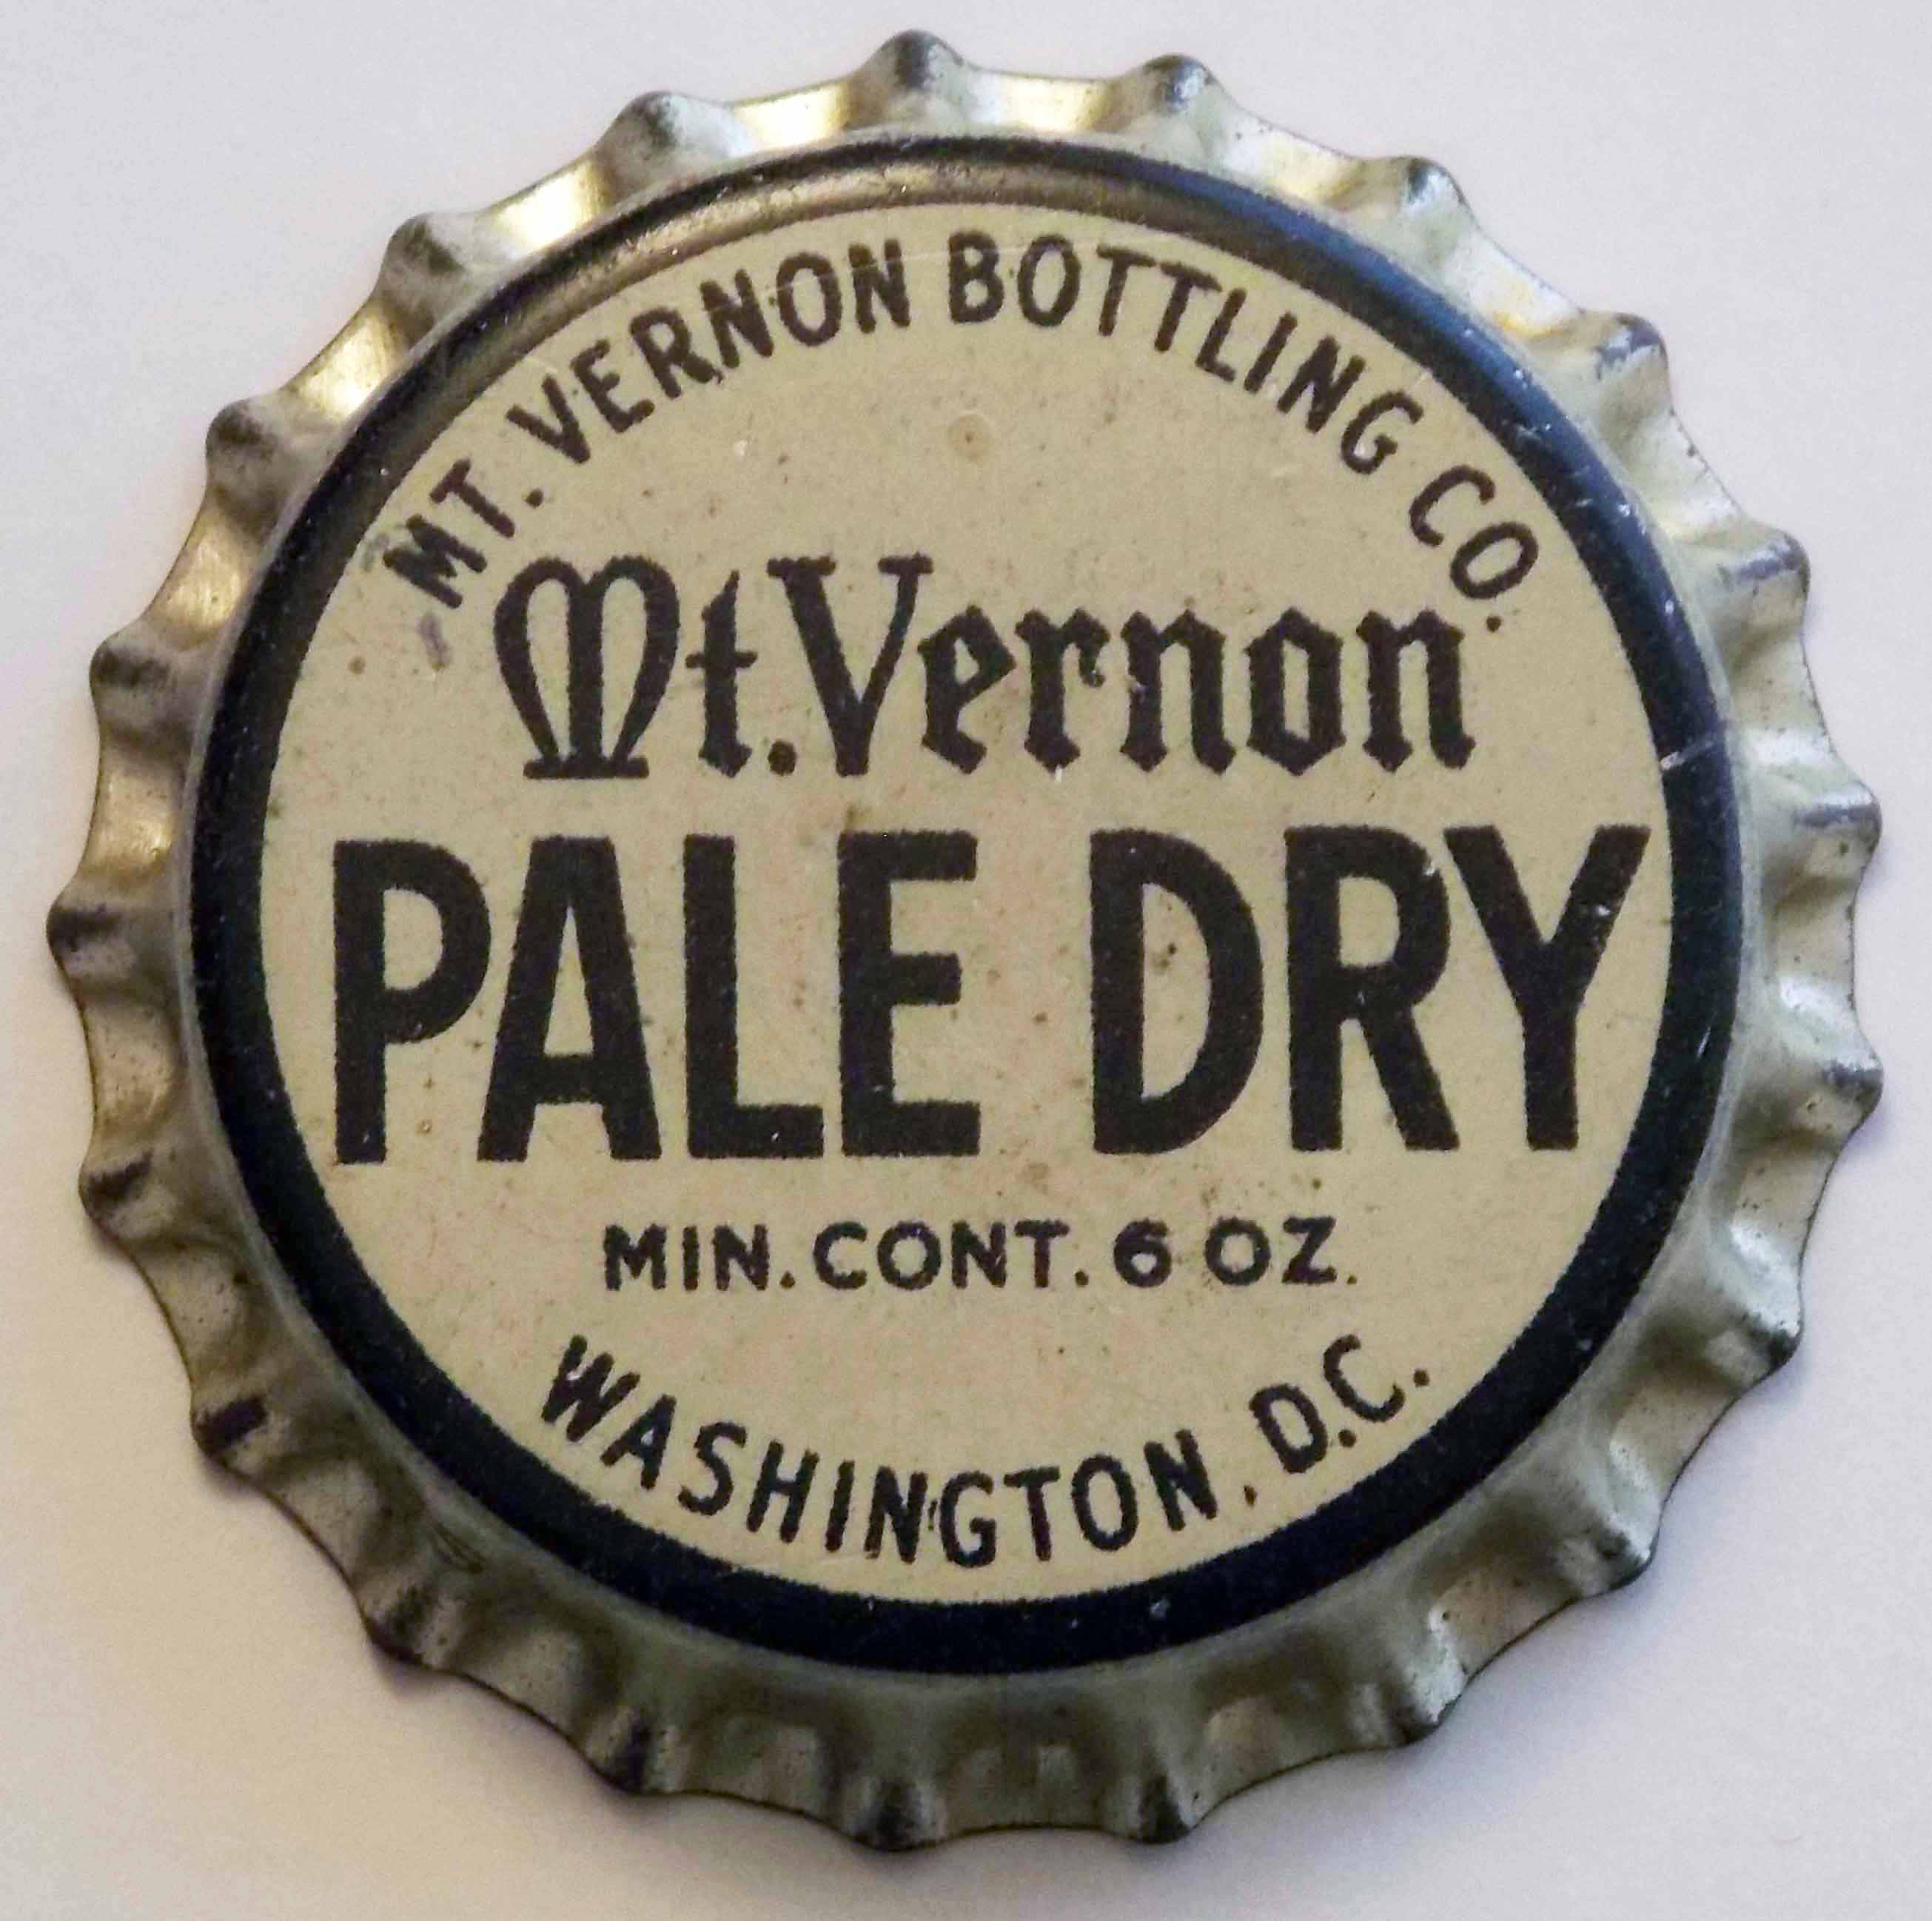 MT. VERNON BOTTLING CO.
Mt. Vernon
PALE DRY
MIN. CONT. 6 OZ.
WASHINGTON, D.C.